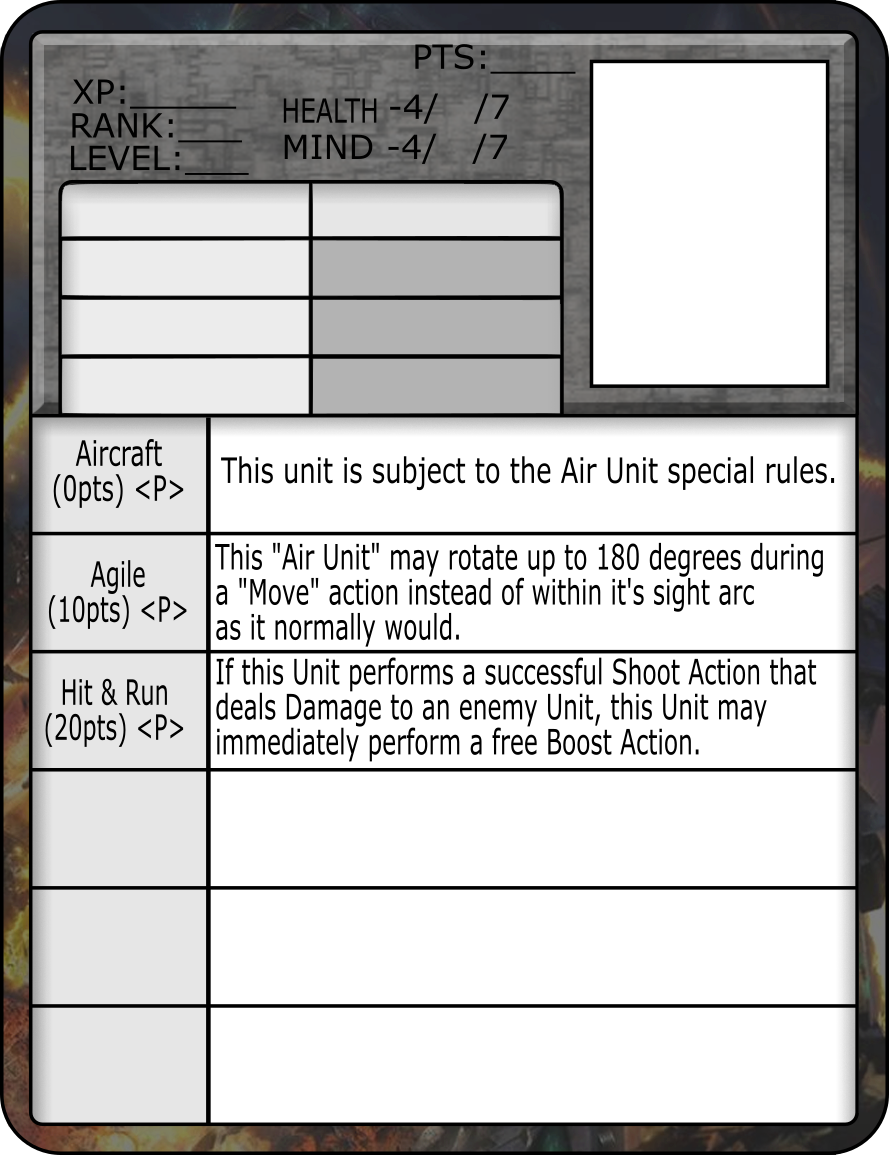 PTS:_____
XP:______
RANK:___
LEVEL:___
HEALTH -4/ /7
MIND -4/ /7
Aircraft
(0pts) <P>
This unit is subject to the Air Unit special rules.
Agile
(10pts) <P>
This "Air Unit" may rotate up to 180 degrees during
a "Move" action instead of within it's sight arc
as it normally would.
Hit & Run
(20pts) <P>
If this Unit performs a successful Shoot Action that
deals Damage to an enemy Unit, this Unit may
immediately perform a free Boost Action.